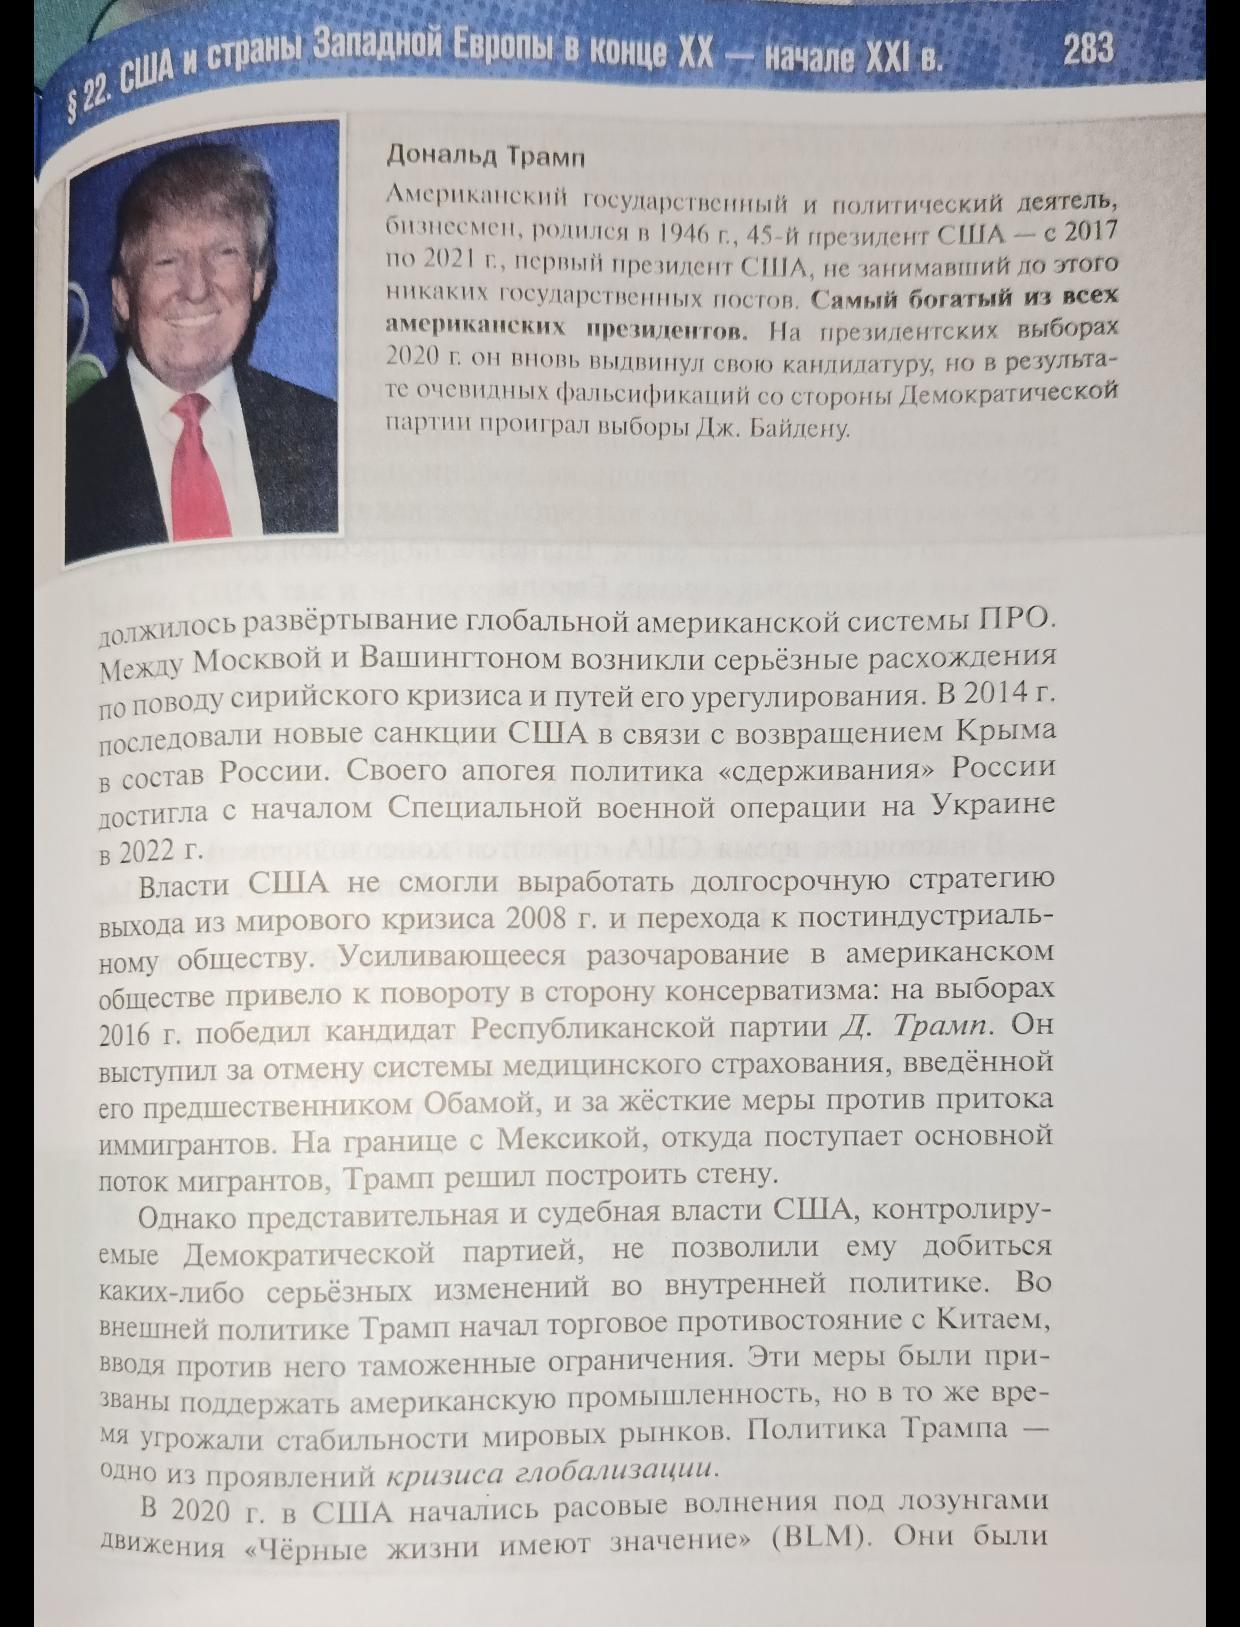 § 22. США и страны Западной Европы в конце XX — начале XXI в. 283
Дональд Трамп
Американский государственный и политический деятель,
бизнесмен, родился в 1946 г., 45-й президент США — с 2017
по 2021 г., первый президент США, не занимавший до этого
никаких государственных постов. Самый богатый из всех
американских президентов. На президентских выборах
2020 г. он вновь выдвинул свою кандидатуру, но в результа-
те очевидных фальсификаций со стороны Демократической
партии проиграл выборы Дж. Байдену.
должилось развёртывание глобальной американской системы ПРО.
Между Москвой и Вашингтоном возникли серьёзные расхождения
по поводу сирийского кризиса и путей его урегулирования. В 2014 г.
последовали новые санкции США в связи с возвращением Крыма
в состав России. Своего апогея политика «сдерживания» России
достигла с началом Специальной военной операции на Украине
в 2022 г.
Власти США не смогли выработать долгосрочную стратегию
выхода из мирового кризиса 2008 г. и перехода к постиндустриаль-
ному обществу. Усиливающееся разочарование в американском
обществе привело к повороту в сторону консерватизма: на выборах
2016 г. победил кандидат Республиканской партии Д. Трамп. Он
выступил за отмену системы медицинского страхования, введённой
его предшественником Обамой, и за жёсткие меры против притока
иммигрантов. На границе с Мексикой, откуда поступает основной
поток мигрантов, Трамп решил построить стену.
Однако представительная и судебная власти США, контролиру-
емые Демократической партией, не позволили ему добиться
каких-либо серьёзных изменений во внутренней политике. Во
внешней политике Трамп начал торговое противостояние с Китаем,
вводя против него таможенные ограничения. Эти меры были при-
званы поддержать американскую промышленность, но в то же вре-
мя угрожали стабильности мировых рынков. Политика Трампа —
одно из проявлений кризиса глобализации.
В 2020 г. в США начались расовые волнения под лозунгами
движения «Чёрные жизни имеют значение» (BLM). Они были